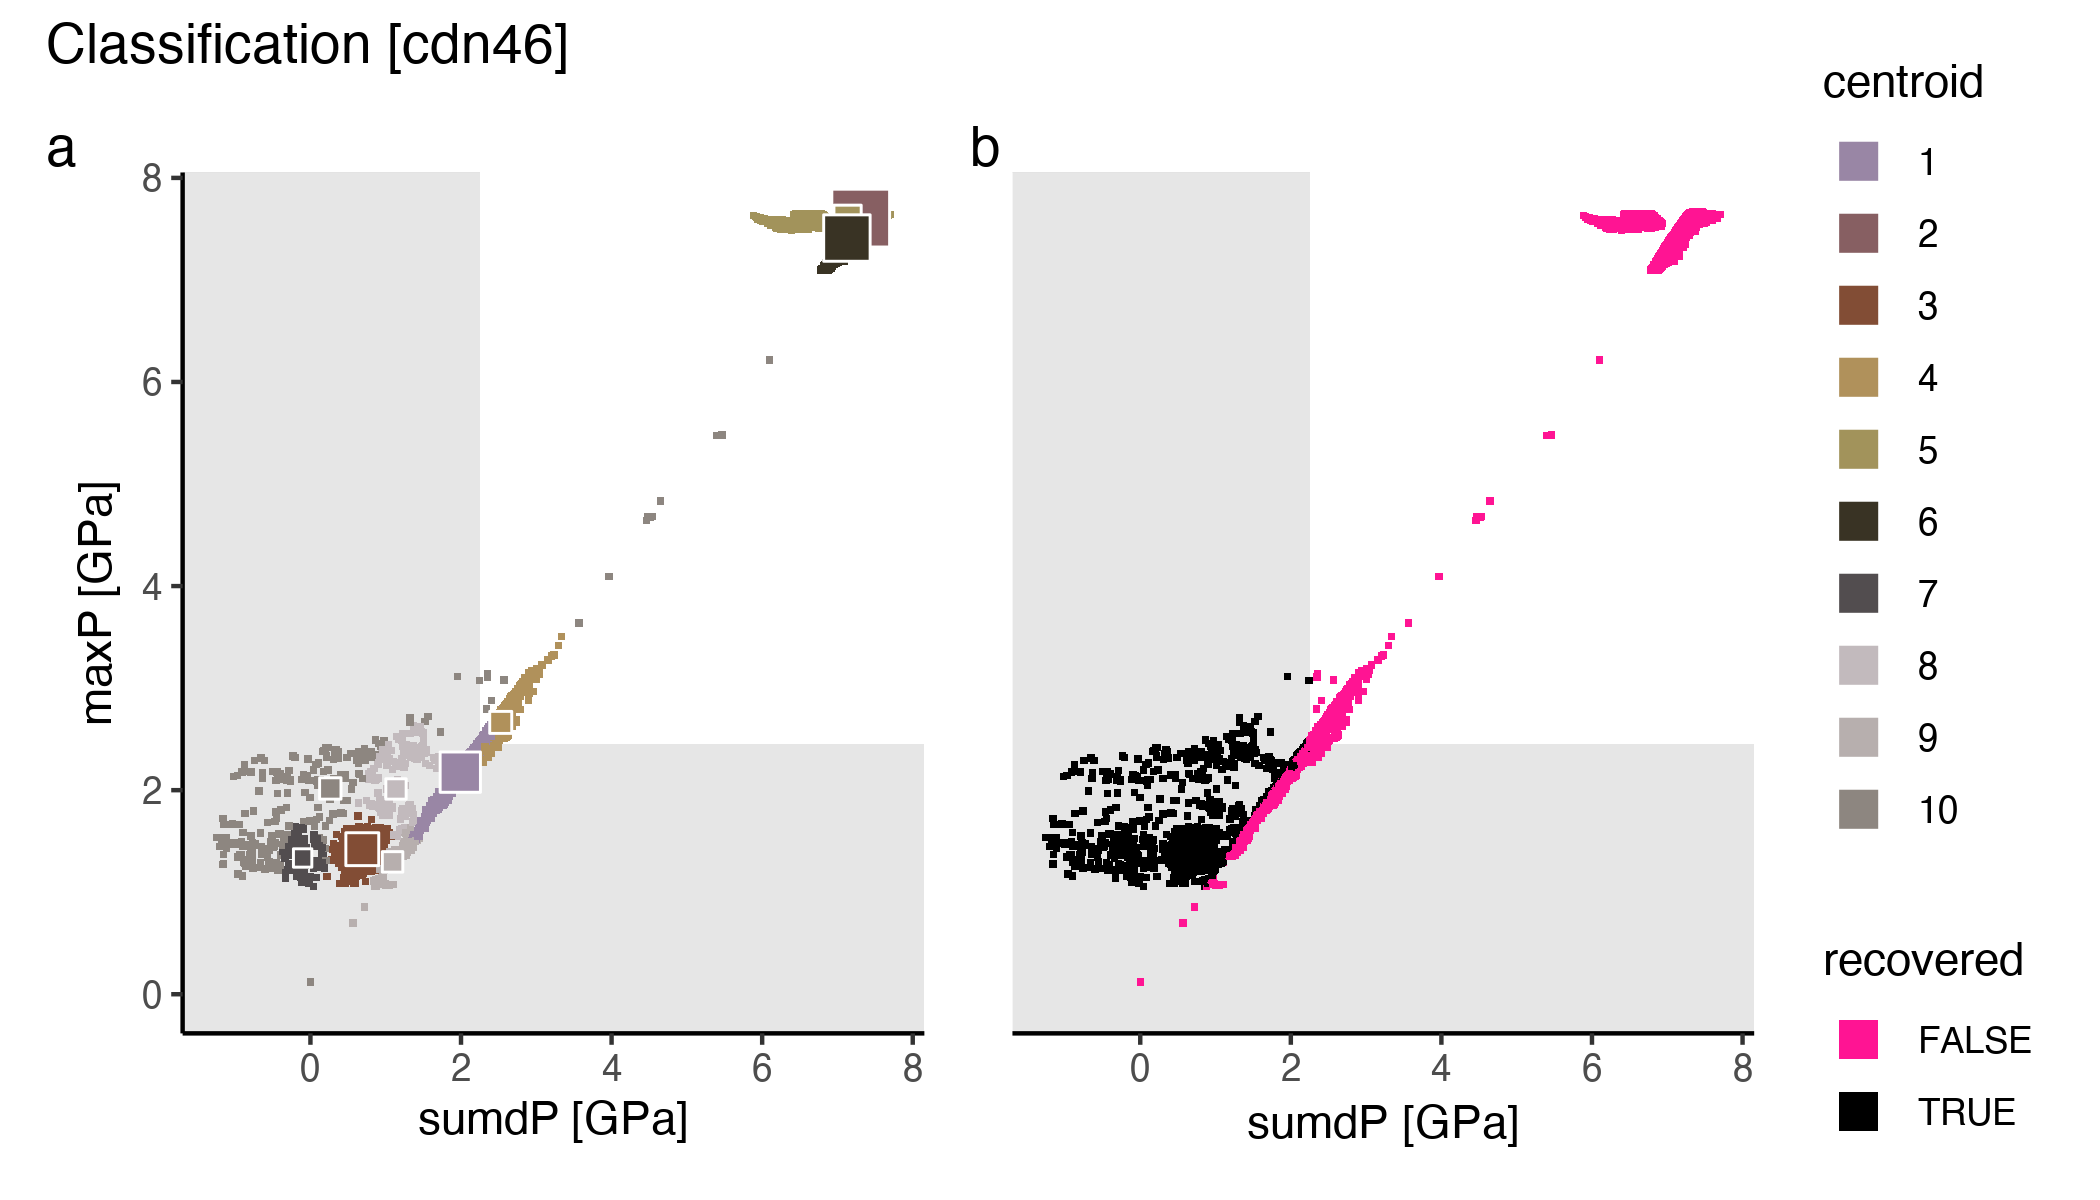 Classification [cdn46]
a
8
6
4
2
0
maxP [GPa]
0 2 4 6 8
sumdP [GPa]
b
0 2 4 6 8
sumdP [GPa]
centroid
1
2
3
4
5
6
7
8
9
10
recovered
FALSE
TRUE